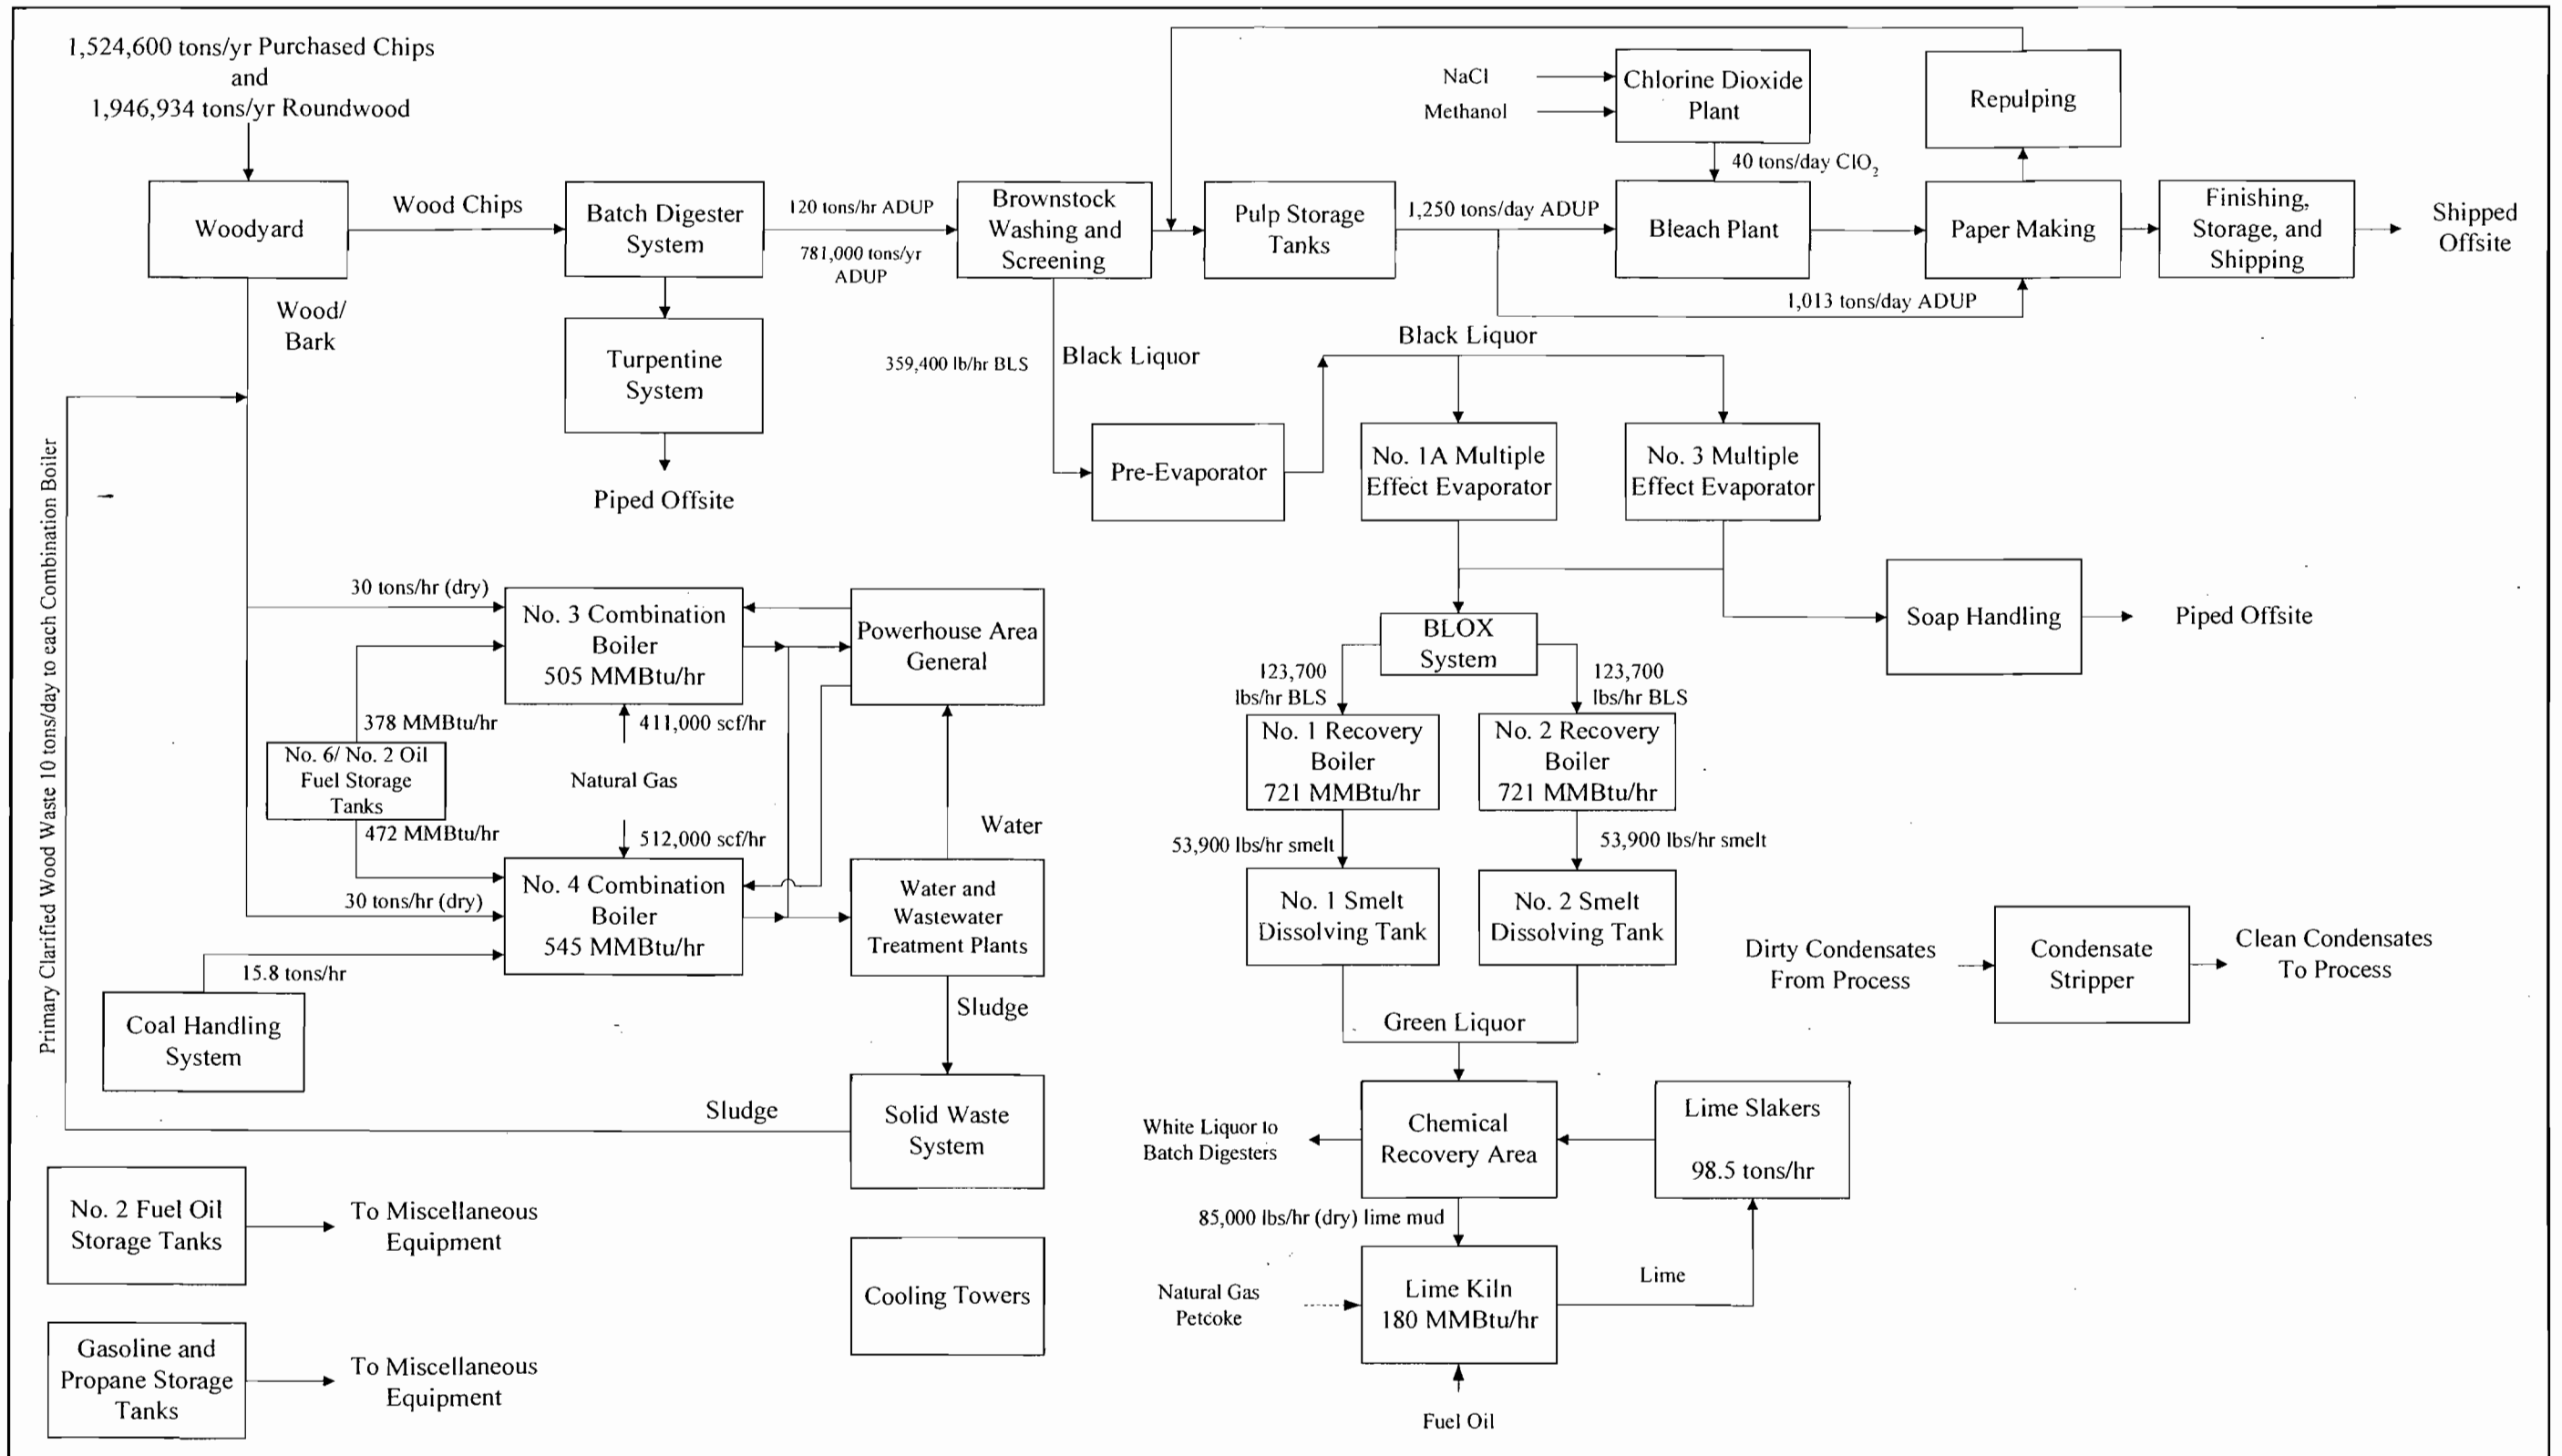 1,524,600 tons/yr Purchased Chips
and
1,946,934 tons/yr Roundwood
Woodyard
Wood Chips
Batch Digester
System
120 tons/hr ADUP
781,000 tons/yr
ADUP
Brownstock
Washing and
Screening
Pulp Storage
Tanks
1,250 tons/day ADUP
NaCl
Methanol
Chlorine Dioxide
Plant
40 tons/day ClO₂
Bleach Plant
Repulping
Paper Making
1,013 tons/day ADUP
Finishing,
Storage, and
Shipping
Shipped
Offsite
Wood/
Bark
Turpentine
System
Piped Offsite
359,400 lb/hr BLS
Black Liquor
Pre-Evaporator
Black Liquor
No. 1A Multiple
Effect Evaporator
No. 3 Multiple
Effect Evaporator
Soap Handling
Piped Offsite
BLOX
System
123,700
lbs/hr BLS
123,700
lbs/hr BLS
No. 1 Recovery
Boiler
721 MMBtu/hr
No. 2 Recovery
Boiler
721 MMBtu/hr
53,900 lbs/hr smelt
53,900 lbs/hr smelt
No. 1 Smelt
Dissolving Tank
No. 2 Smelt
Dissolving Tank
Green Liquor
Dirty Condensates
From Process
Condensate
Stripper
Clean Condensates
To Process
White Liquor to
Batch Digesters
Chemical
Recovery Area
Lime Slakers
98.5 tons/hr
85,000 lbs/hr (dry) lime mud
Natural Gas
Petcoke
Lime Kiln
180 MMBtu/hr
Lime
Fuel Oil
Primary Clarified Wood Waste 10 tons/day to each Combination Boiler
30 tons/hr (dry)
No. 3 Combination
Boiler
505 MMBtu/hr
Powerhouse Area
General
378 MMBtu/hr
411,000 scf/hr
No. 6/ No. 2 Oil
Fuel Storage
Tanks
Natural Gas
472 MMBtu/hr
512,000 scf/hr
Water
30 tons/hr (dry)
No. 4 Combination
Boiler
545 MMBtu/hr
Water and
Wastewater
Treatment Plants
15.8 tons/hr
Coal Handling
System
Sludge
Sludge
Solid Waste
System
No. 2 Fuel Oil
Storage Tanks
To Miscellaneous
Equipment
Cooling Towers
Gasoline and
Propane Storage
Tanks
To Miscellaneous
Equipment